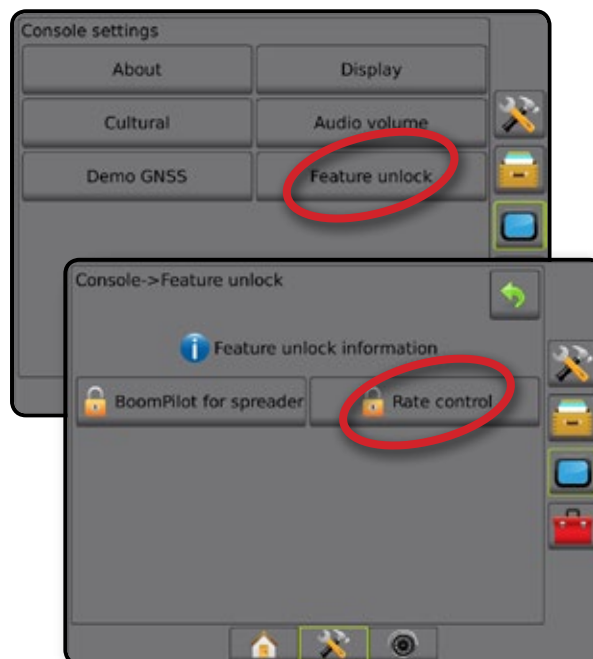 Console settings
About
Display
Cultural
Audio volume
Demo GNSS
Feature unlock
Console->Feature unlock
Feature unlock information
BoomPilot for spreader
Rate control